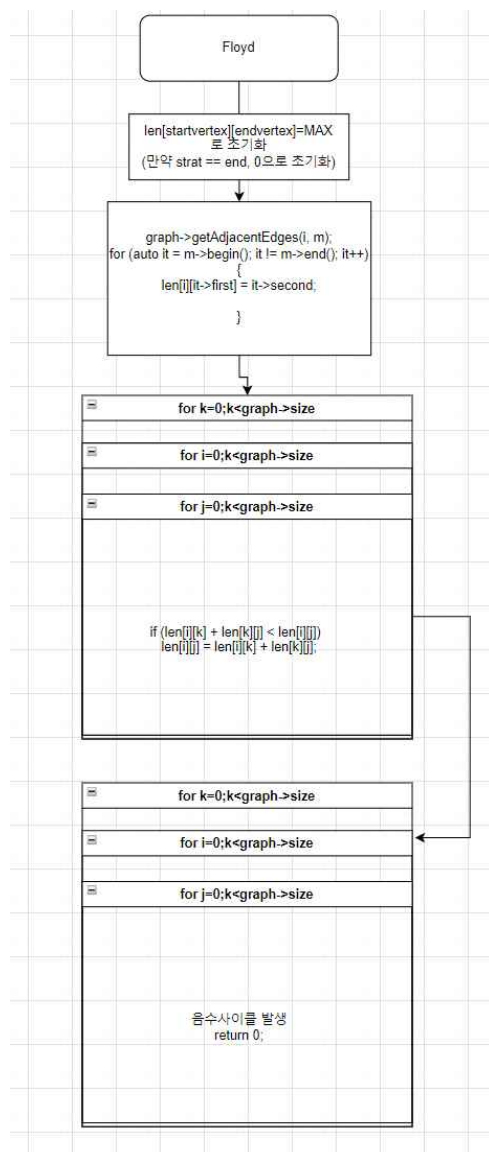 Floyd
len[startvertex][endvertex]=MAX
로 초기화
(만약 strat == end, 0으로 초기화)
graph->getAdjacentEdges(i, m);
for (auto it = m->begin(); it != m->end(); it++)
{
len[i][it->first] = it->second;
}
for k=0;k<graph->size
for i=0;k<graph->size
for j=0;k<graph->size
if (len[i][k] + len[k][j] < len[i][j])
len[i][j] = len[i][k] + len[k][j];
for k=0;k<graph->size
for i=0;k<graph->size
for j=0;k<graph->size
음수사이클 발생
return 0;